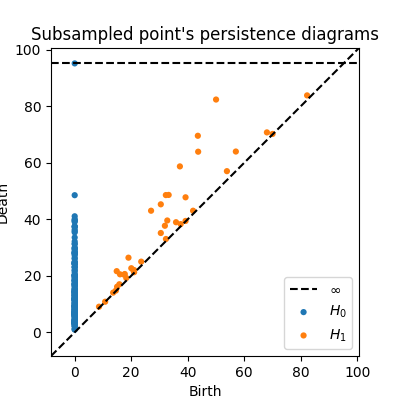 Subsampled point's persistence diagrams
100
80
60
40
20
0
Death
0 20 40 60 80 100
Birth
∞
H₀
H₁